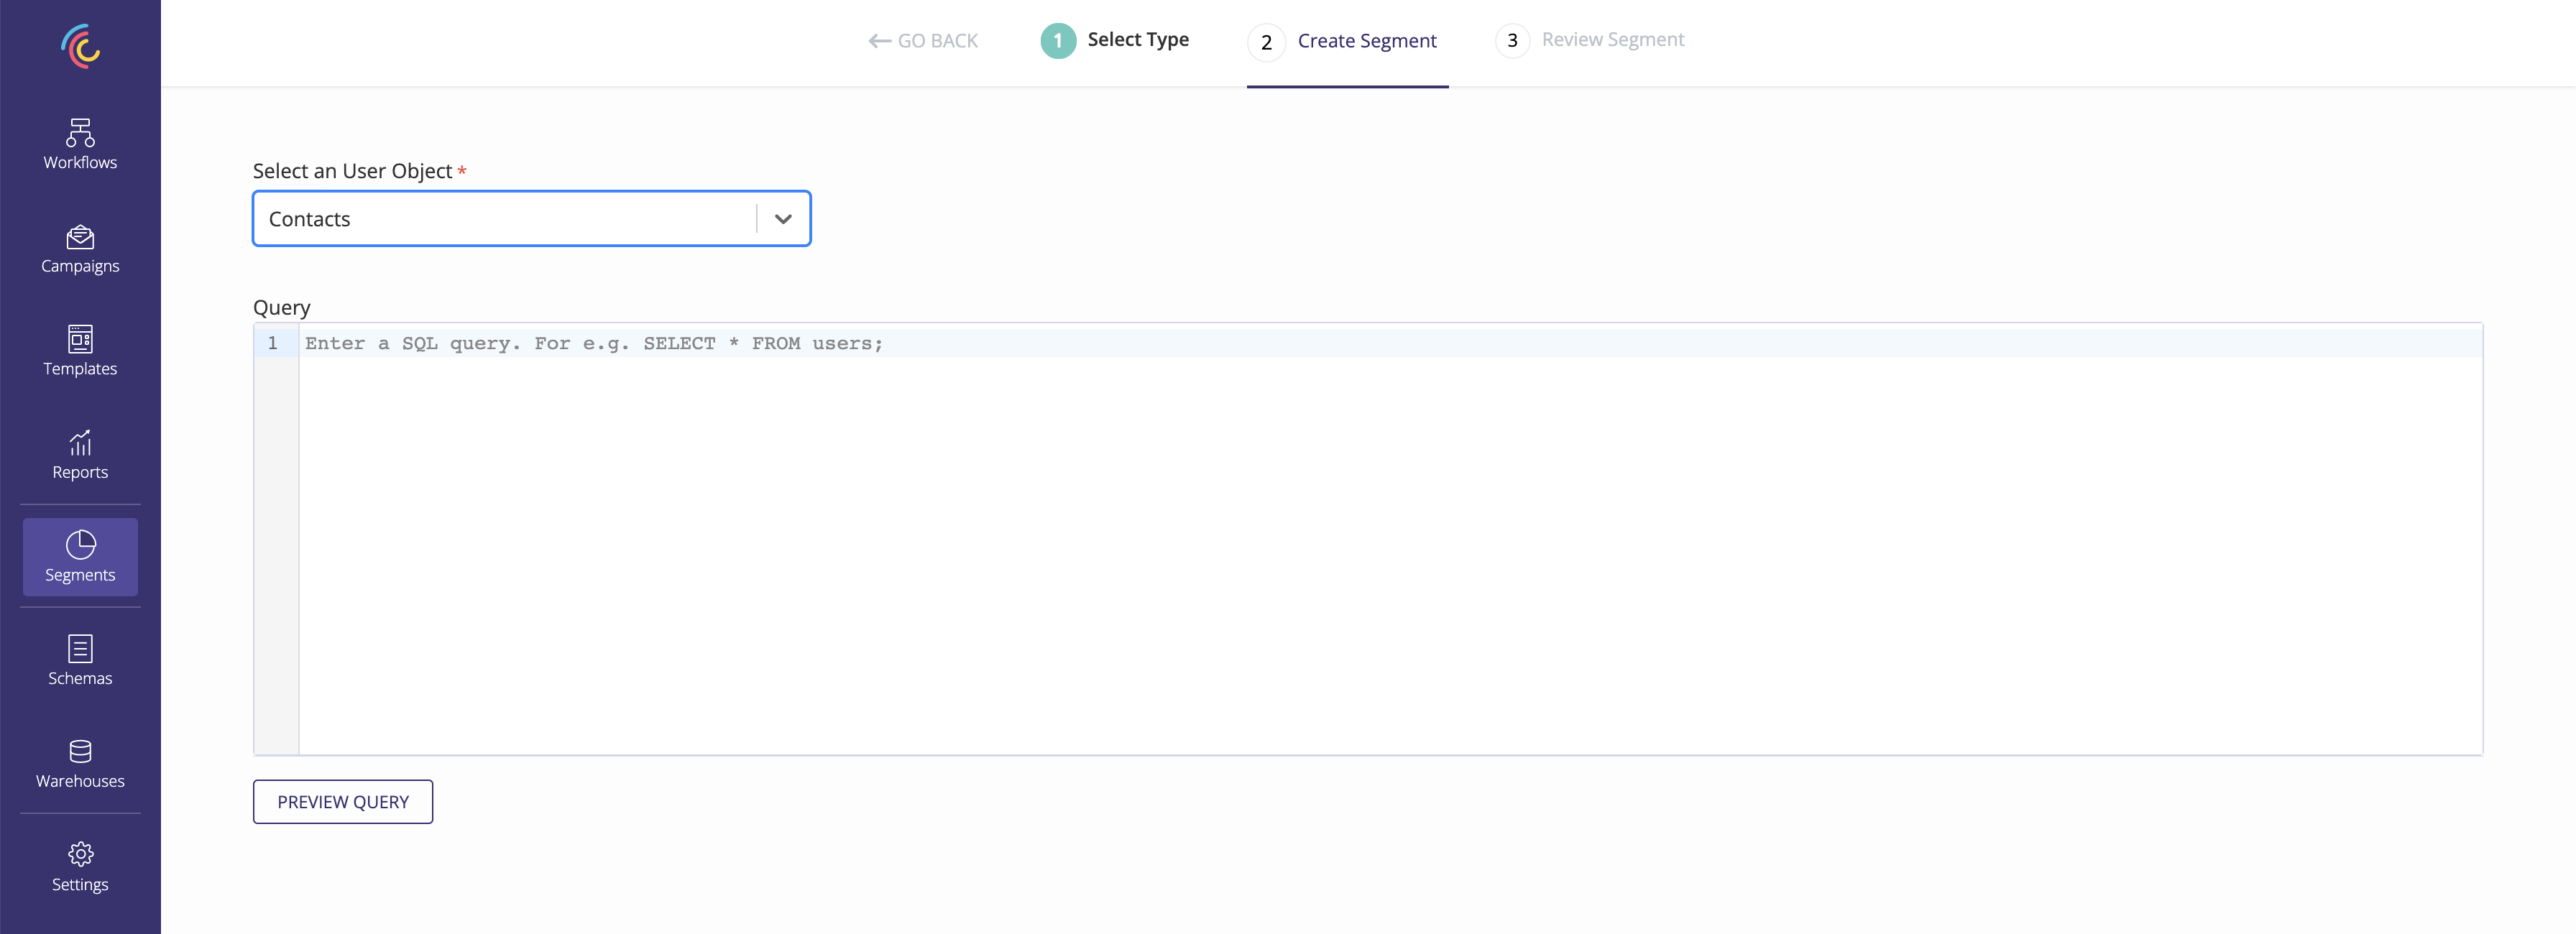 GO BACK
1 Select Type
2 Create Segment
3 Review Segment
Workflows
Campaigns
Templates
Reports
Segments
Schemas
Warehouses
Settings
Select an User Object *
Contacts
Query
1 Enter a SQL query. For e.g. SELECT * FROM users;
PREVIEW QUERY